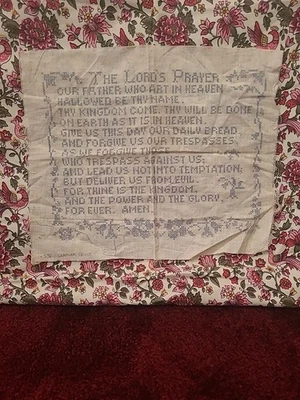 The Lord's Prayer
OUR FATHER WHO ART IN HEAVEN
HALLOWED BE THY NAME.
THY KINGDOM COME. THY WILL BE DONE
ON EARTH AS IT IS IN HEAVEN.
GIVE US THIS DAY OUR DAILY BREAD,
AND FORGIVE US OUR TRESPASSES
AS WE FORGIVE THOSE
WHO TRESPASS AGAINST US;
AND LEAD US NOT INTO TEMPTATION;
BUT DELIVER US FROM EVIL.
FOR THINE IS THE KINGDOM,
AND THE POWER AND THE GLORY,
FOR EVER. AMEN.